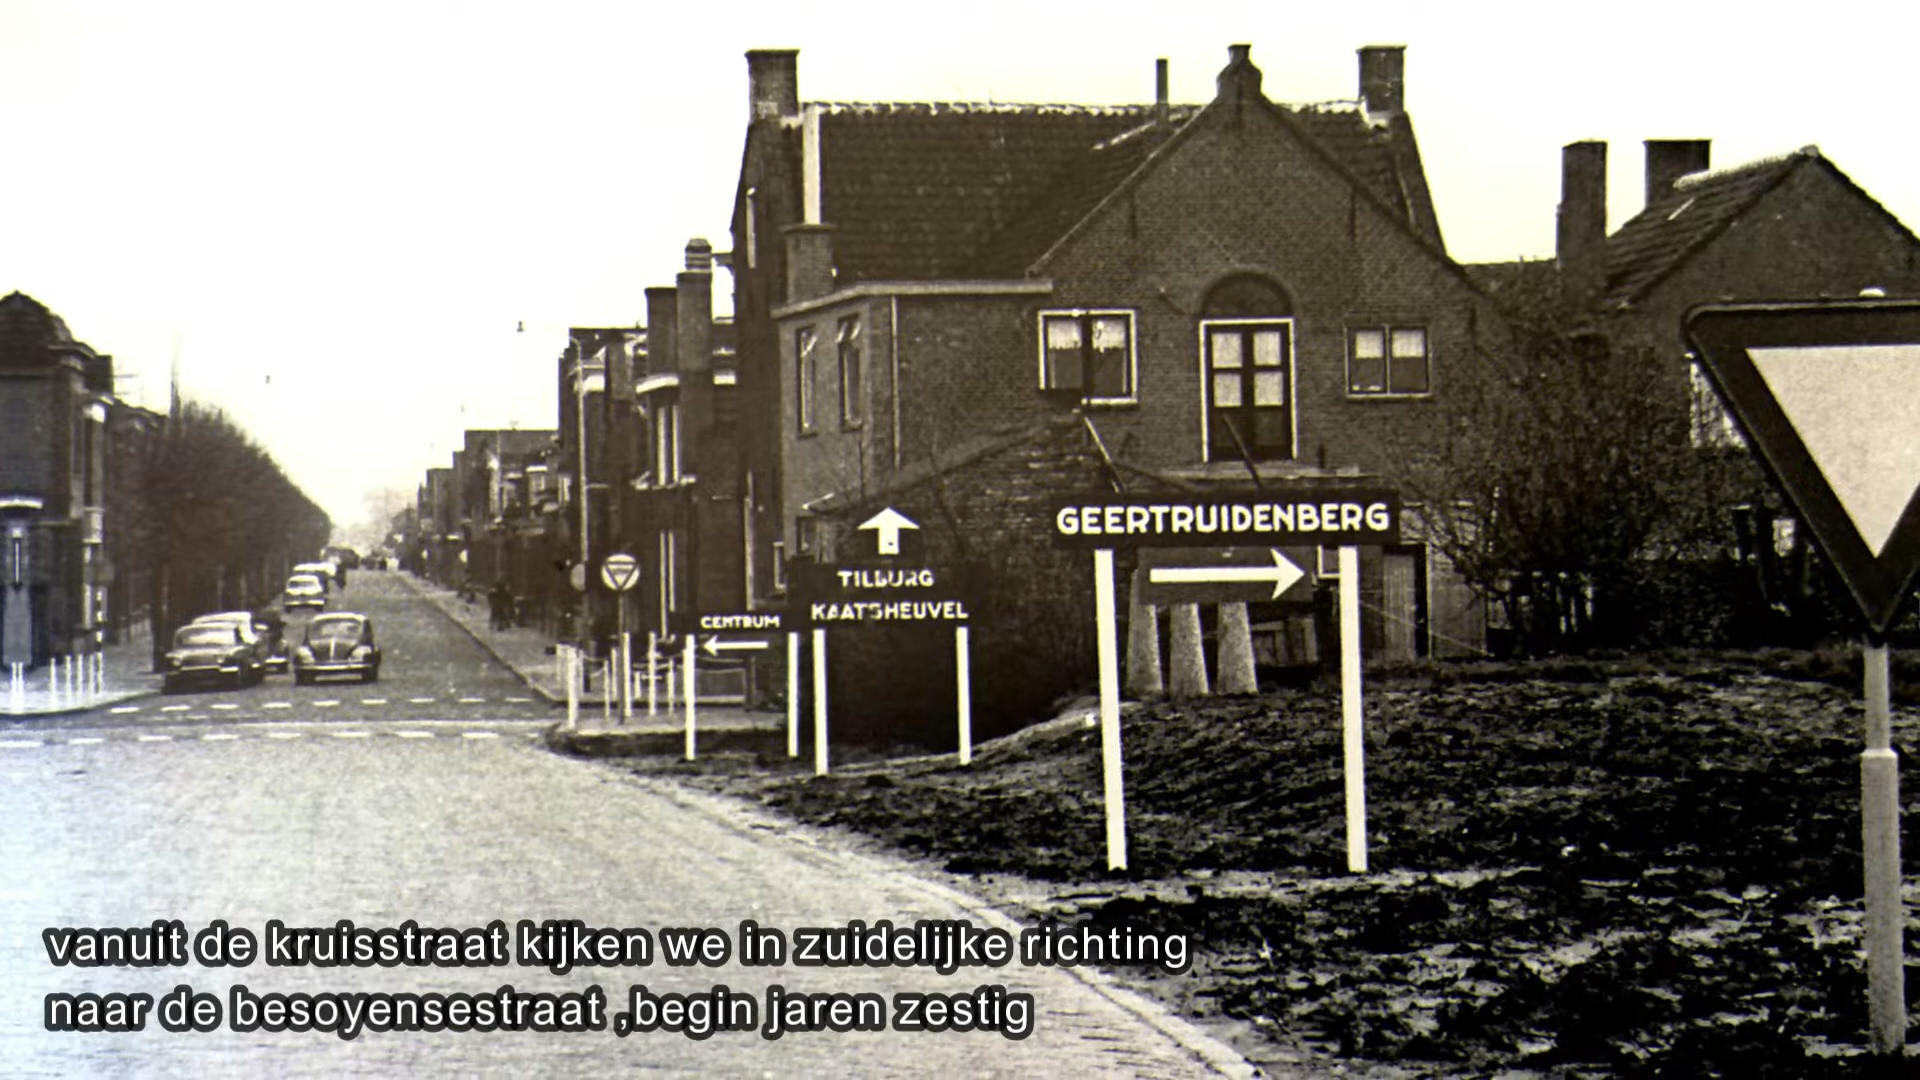 GEERTRUIDENBERG
TILBURG
KAATSHEUVEL
CENTRUM
vanuit de kruisstraat kijken we in zuidelijke richting
naar de besoyensestraat ,begin jaren zestig